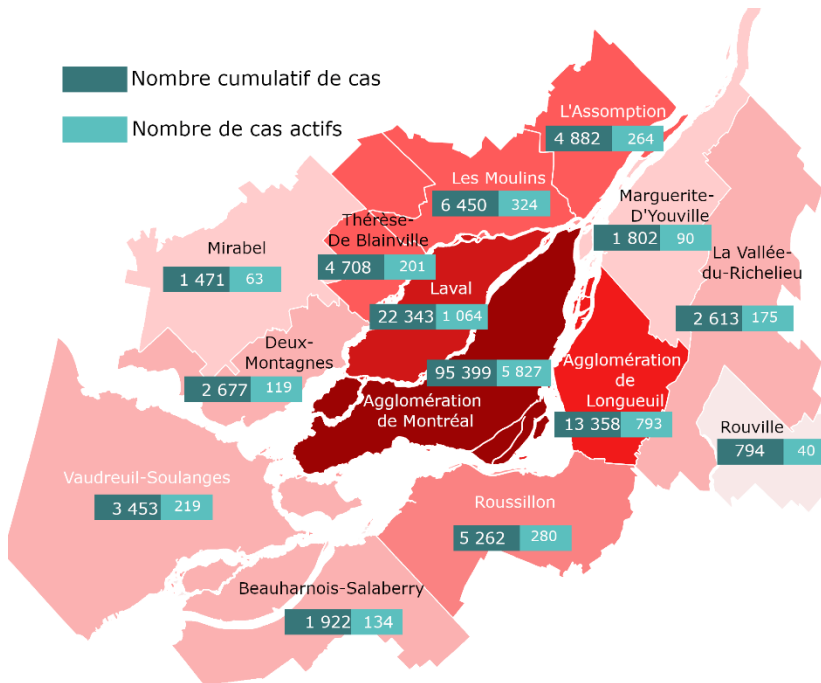 Nombre cumulatif de cas
Nombre de cas actifs
L'Assomption
4 882 264
Les Moulins
6 450 324
Marguerite-
D'Youville
1 802 90
Thérèse-
De Blainville
4 708 201
Mirabel
1 471 63
La Vallée-
du-Richelieu
2 613 175
Laval
22 343 1 064
Deux-
Montagnes
2 677 119
95 399 5 827
Agglomération
de Montréal
Agglomération
de
Longueuil
13 358 793
Rouville
794 40
Vaudreuil-Soulanges
3 453 219
Roussillon
5 262 280
Beauharnois-Salaberry
1 922 134